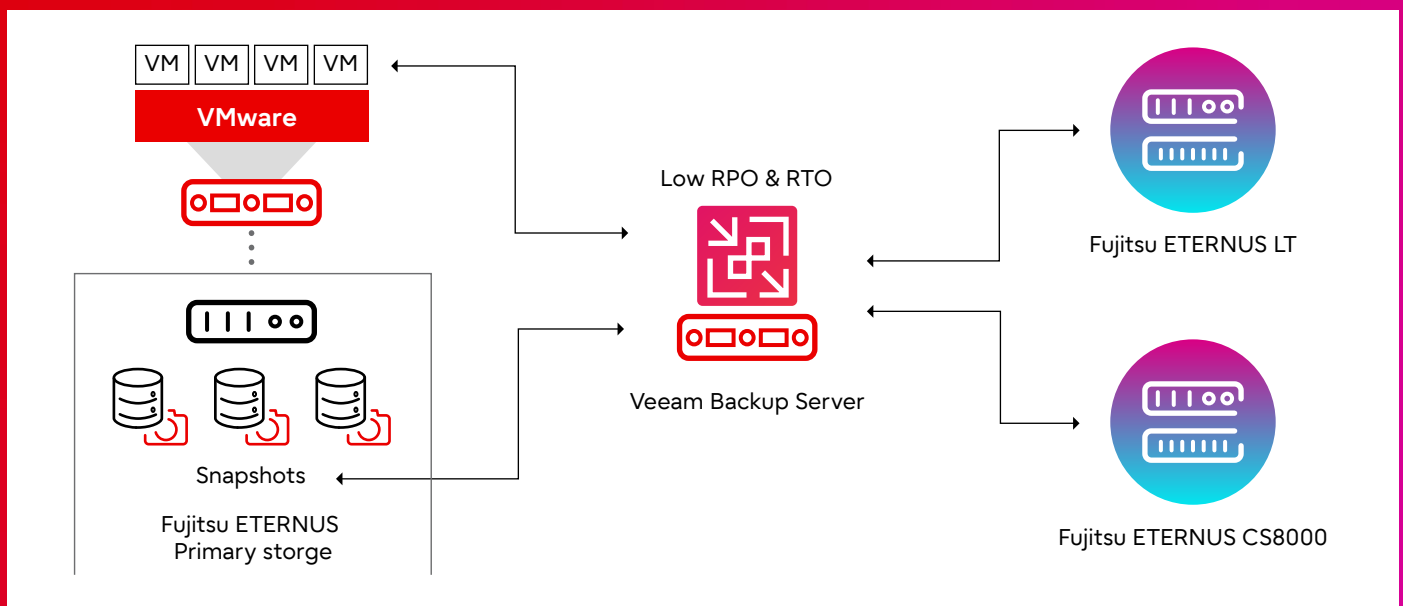 VM VM VM VM
VMware
Snapshots
Fujitsu ETERNUS
Primary storge
Low RPO & RTO
Veeam Backup Server
Fujitsu ETERNUS LT
Fujitsu ETERNUS CS8000